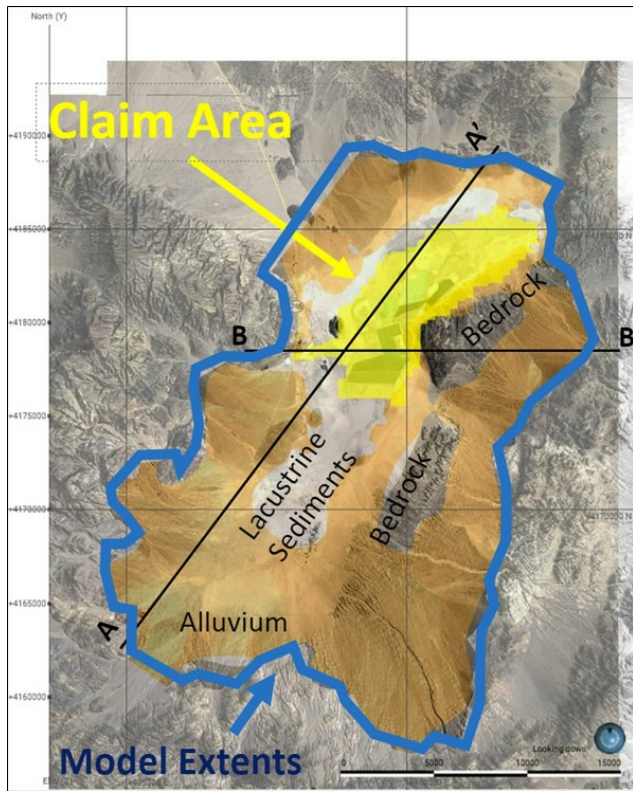 North (Y)
+4190000
Claim Area
A'
+4185000
Bedrock
+4180000
B
B
+4175000
Lacustrine
Sediments
Bedrock
+4170000
+4165000
A
Alluvium
+4160000
Model Extents
Looking down
0
5000
10000
15000